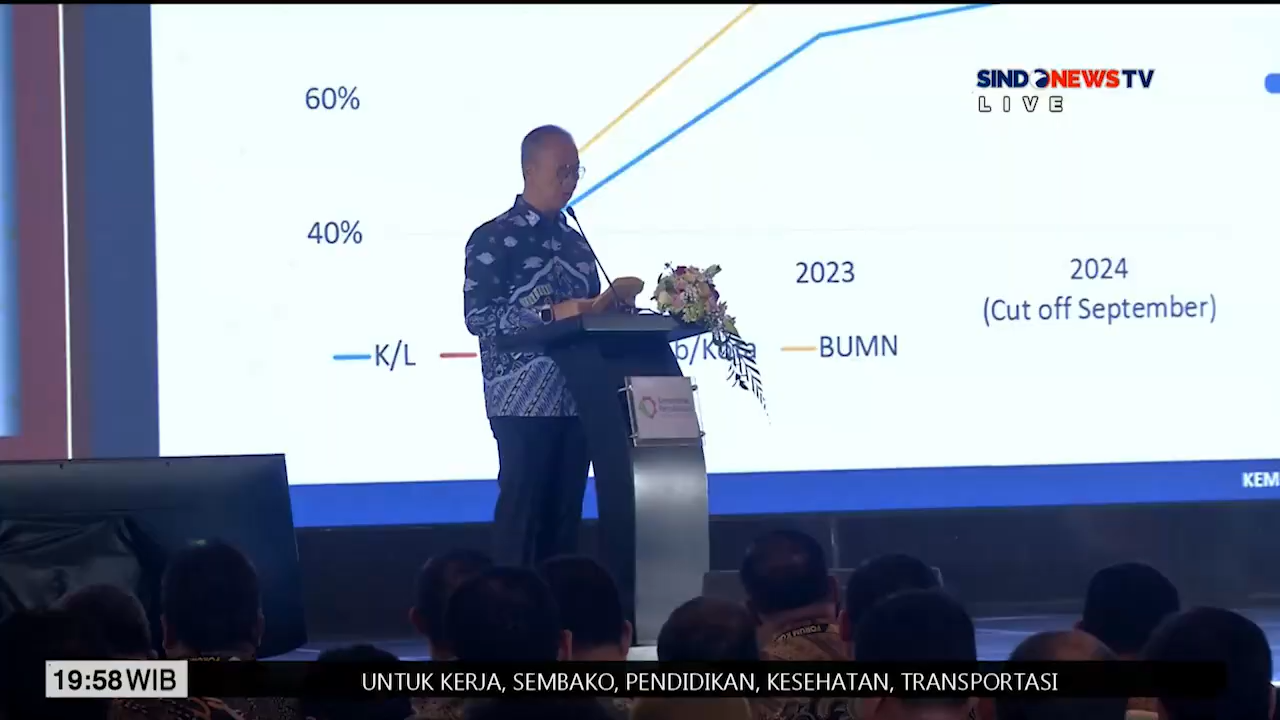 60%
SINDONEWS TV
LIVE
40%
2023
2024
(Cut off September)
K/L
BUMN
KEM
19:58 WIB
UNTUK KERJA, SEMBAKO, PENDIDIKAN, KESEHATAN, TRANSPORTASI